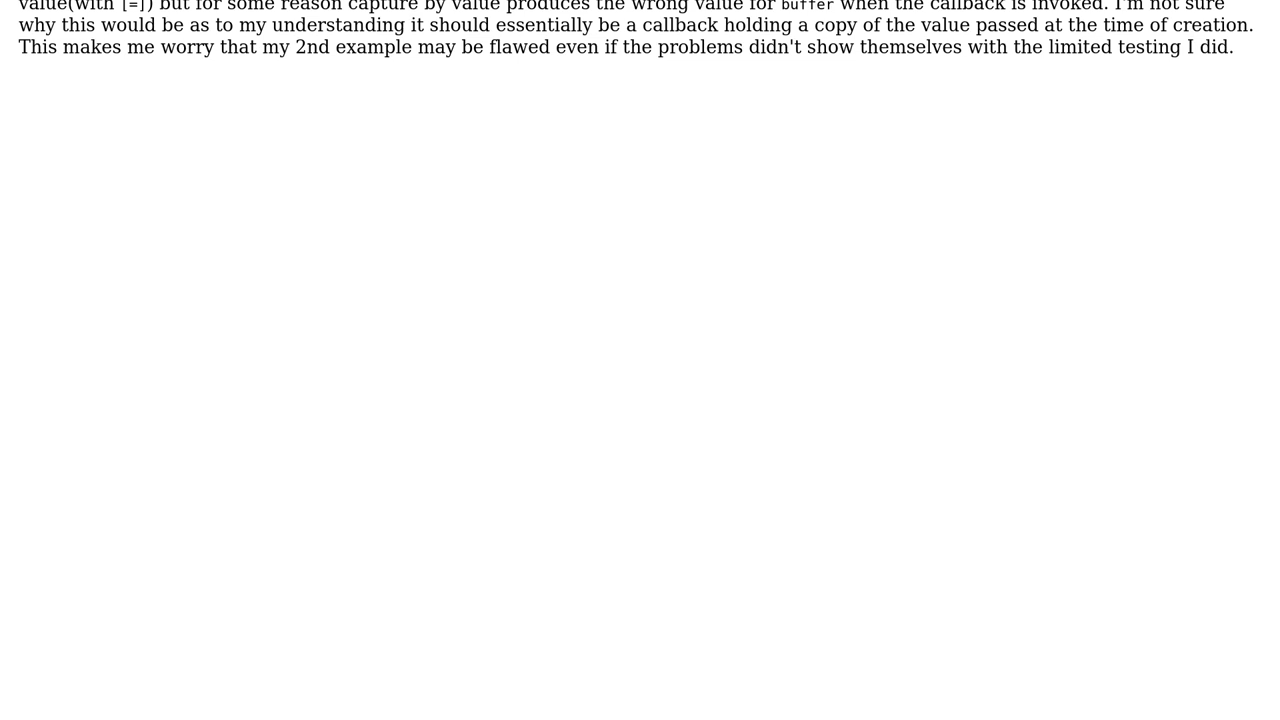 value(with [=]) but for some reason capture by value produces the wrong value for buffer when the callback is invoked. I'm not sure
why this would be as to my understanding it should essentially be a callback holding a copy of the value passed at the time of creation.
This makes me worry that my 2nd example may be flawed even if the problems didn't show themselves with the limited testing I did.